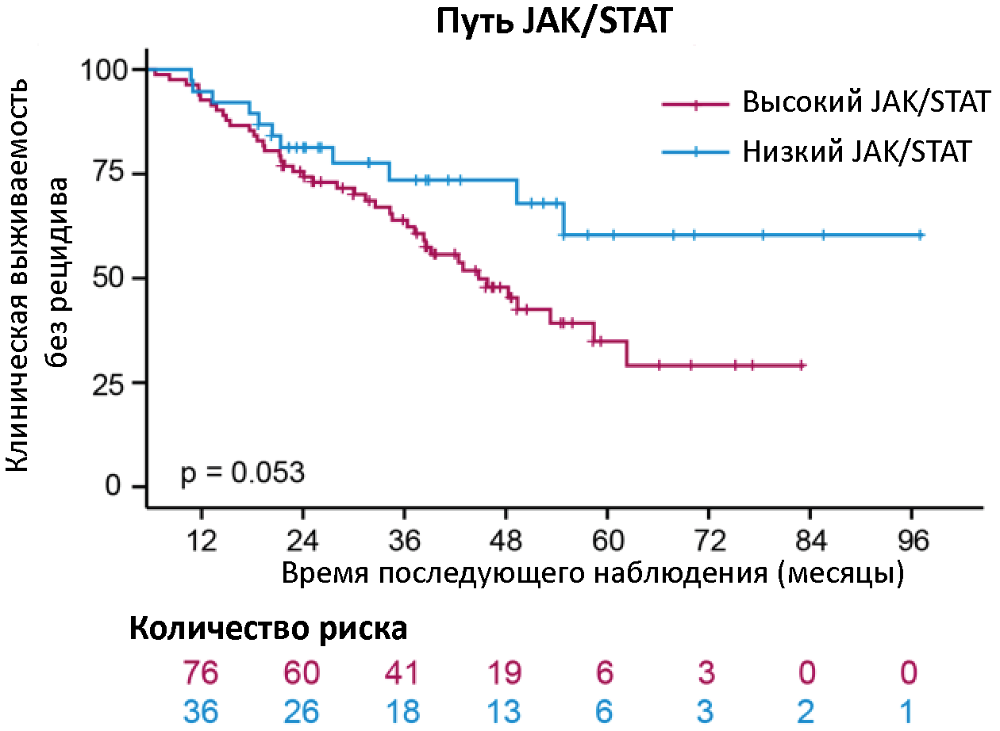 Путь JAK/STAT
Клиническая выживаемость
без рецидива
100
75
50
25
0
Высокий JAK/STAT
Низкий JAK/STAT
p = 0.053
12 24 36 48 60 72 84 96
Время последующего наблюдения (месяцы)
Количество риска
76 60 41 19 6 3 0 0
36 26 18 13 6 3 2 1